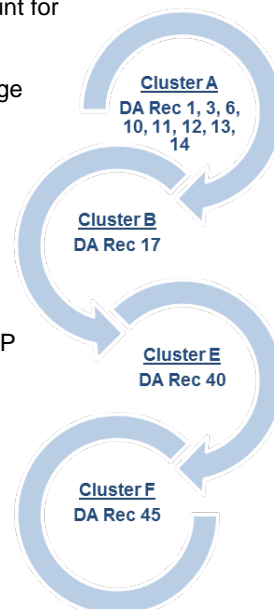 unt for
ge
Cluster A
DA Rec 1, 3, 6,
10, 11, 12, 13,
14
Cluster B
DA Rec 17
P
Cluster E
DA Rec 40
Cluster F
DA Rec 45